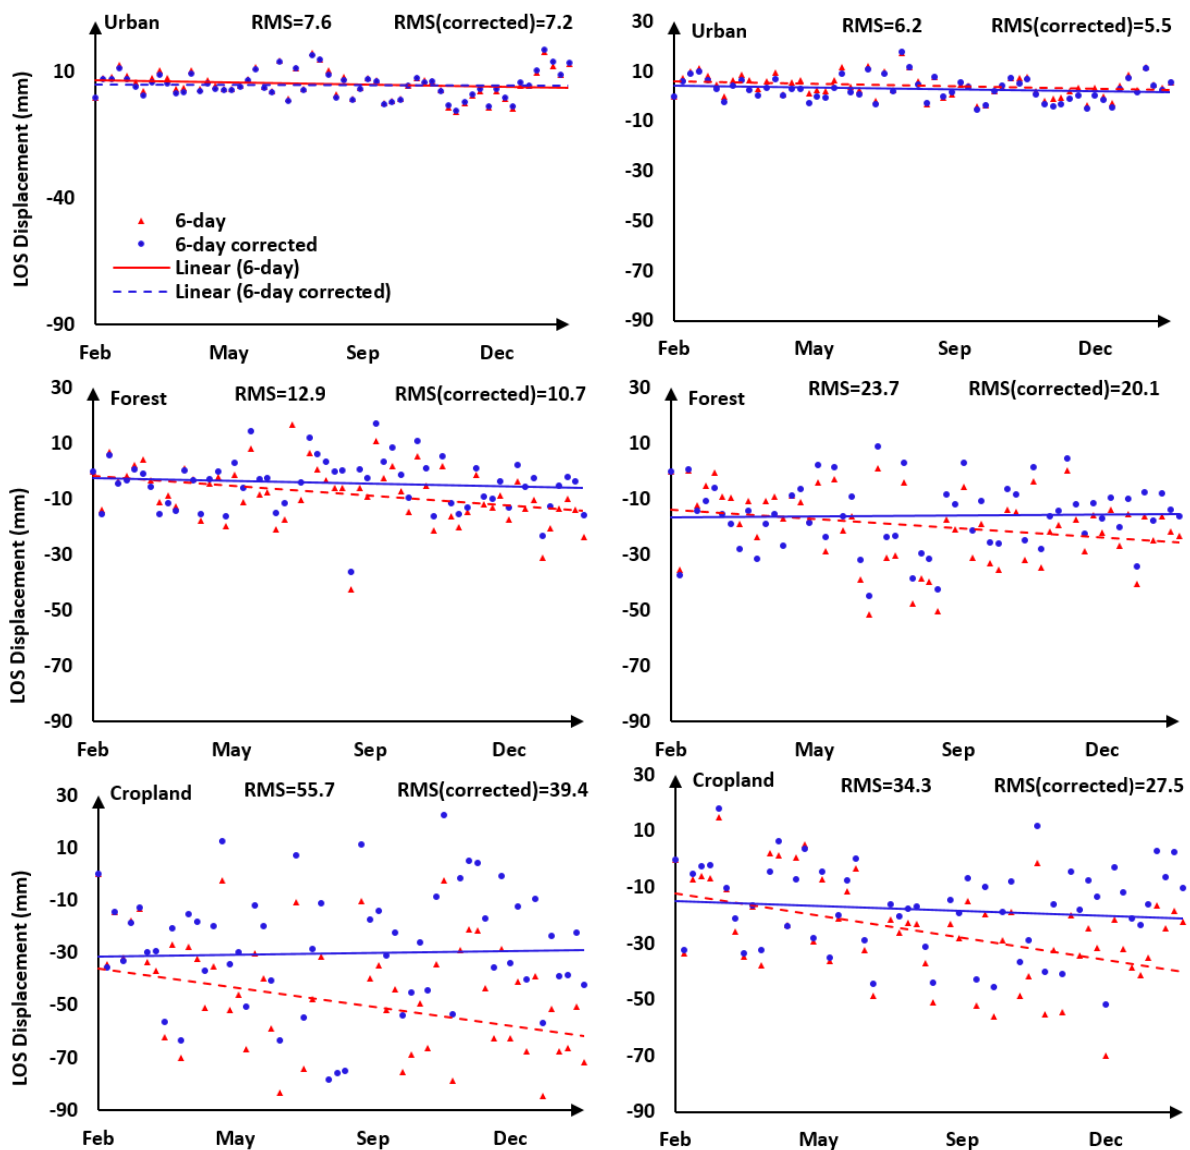 Urban RMS=7.6 RMS(corrected)=7.2
10
-40
-90
LOS Displacement (mm)
6-day
6-day corrected
Linear (6-day)
Linear (6-day corrected)
Feb May Sep Dec
30
Urban RMS=6.2 RMS(corrected)=5.5
10
-10
-30
-50
-70
-90
Feb May Sep Dec
30
Forest RMS=12.9 RMS(corrected)=10.7
10
-10
-30
-50
-70
-90
LOS Displacement (mm)
Feb May Sep Dec
30
Forest RMS=23.7 RMS(corrected)=20.1
10
-10
-30
-50
-70
-90
Feb May Sep Dec
30
Cropland RMS=55.7 RMS(corrected)=39.4
10
-10
-30
-50
-70
-90
LOS Displacement (mm)
Feb May Sep Dec
30
Cropland RMS=34.3 RMS(corrected)=27.5
10
-10
-30
-50
-70
-90
Feb May Sep Dec